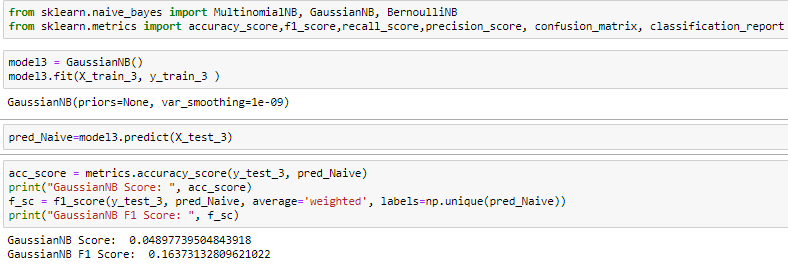 from sklearn.naive_bayes import MultinomialNB, GaussianNB, BernoulliNB
from sklearn.metrics import accuracy_score,f1_score,recall_score,precision_score, confusion_matrix, classification_report
model3 = GaussianNB()
model3.fit(X_train_3, y_train_3 )
GaussianNB(priors=None, var_smoothing=1e-09)
pred_Naive=model3.predict(X_test_3)
acc_score = metrics.accuracy_score(y_test_3, pred_Naive)
print("GaussianNB Score: ", acc_score)
f_sc = f1_score(y_test_3, pred_Naive, average='weighted', labels=np.unique(pred_Naive))
print("GaussianNB F1 Score: ", f_sc)
GaussianNB Score:  0.04897739504843918
GaussianNB F1 Score:  0.16373132809621022